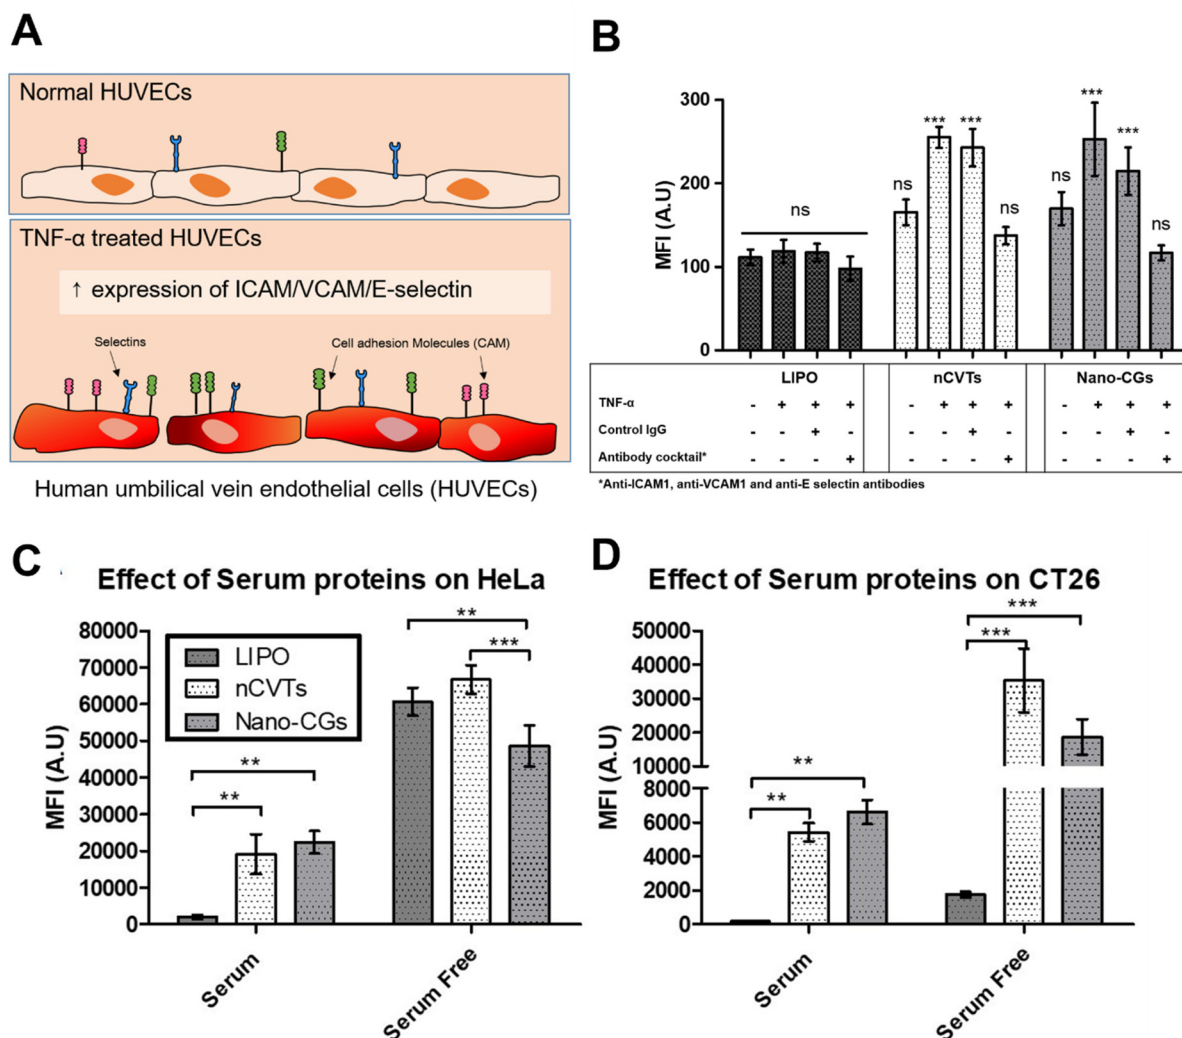 A
Normal HUVECs
TNF-α treated HUVECs
↑ expression of ICAM/VCAM/E-selectin
Selectins
Cell adhesion Molecules (CAM)
Human umbilical vein endothelial cells (HUVECs)
B
MFI (A.U)
300
200
100
0
ns
ns
***
***
ns
ns
***
***
ns
LIPO nCVTs Nano-CGs
TNF-α - + + + - + + + - + + +
Control IgG - - + - - + - - +
Antibody cocktail* - - - + - - - + - - - +
*Anti-ICAM1, anti-VCAM1 and anti-E selectin antibodies
C
Effect of Serum proteins on HeLa
MFI (A.U)
80000
70000
60000
50000
40000
30000
20000
10000
0
LIPO
nCVTs
Nano-CGs
**
**
**
***
Serum
Serum Free
D
Effect of Serum proteins on CT26
MFI (A.U)
50000
40000
30000
20000
10000
8000
6000
4000
2000
0
**
**
***
***
Serum
Serum Free